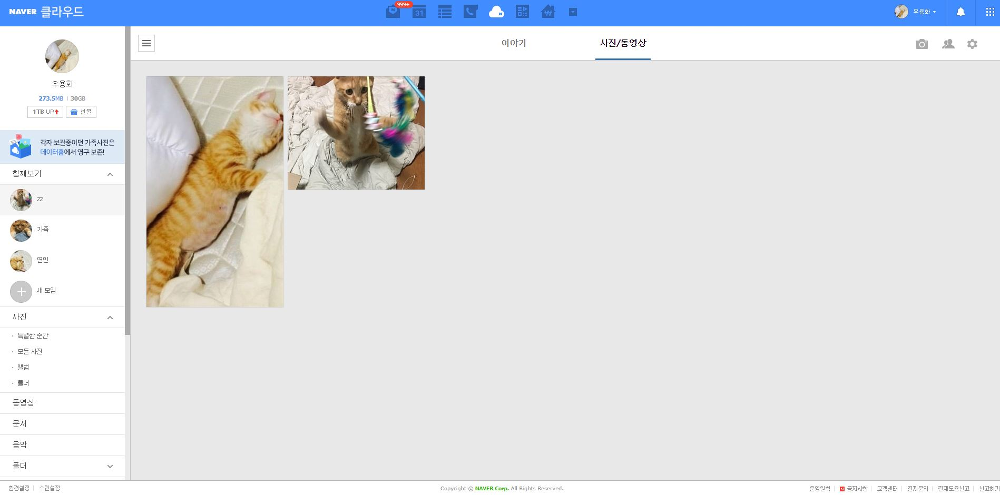 NAVER 클라우드
999+
31
우용화
우용화
273.5MB | 30GB
1TB UP
선물
각자 보관중이던 가족사진은
데이터홈에서 영구 보존!
함께보기
zz
가족
연인
새 모임
사진
· 특별한 순간
· 모든 사진
· 앨범
· 폴더
동영상
문서
음악
폴더
이야기
사진/동영상
환경설정 | 스킨설정
Copyright © NAVER Corp. All Rights Reserved.
운영원칙 | N 공지사항 | 고객센터 | 결제문의 | 결제도용신고 | 신고하기